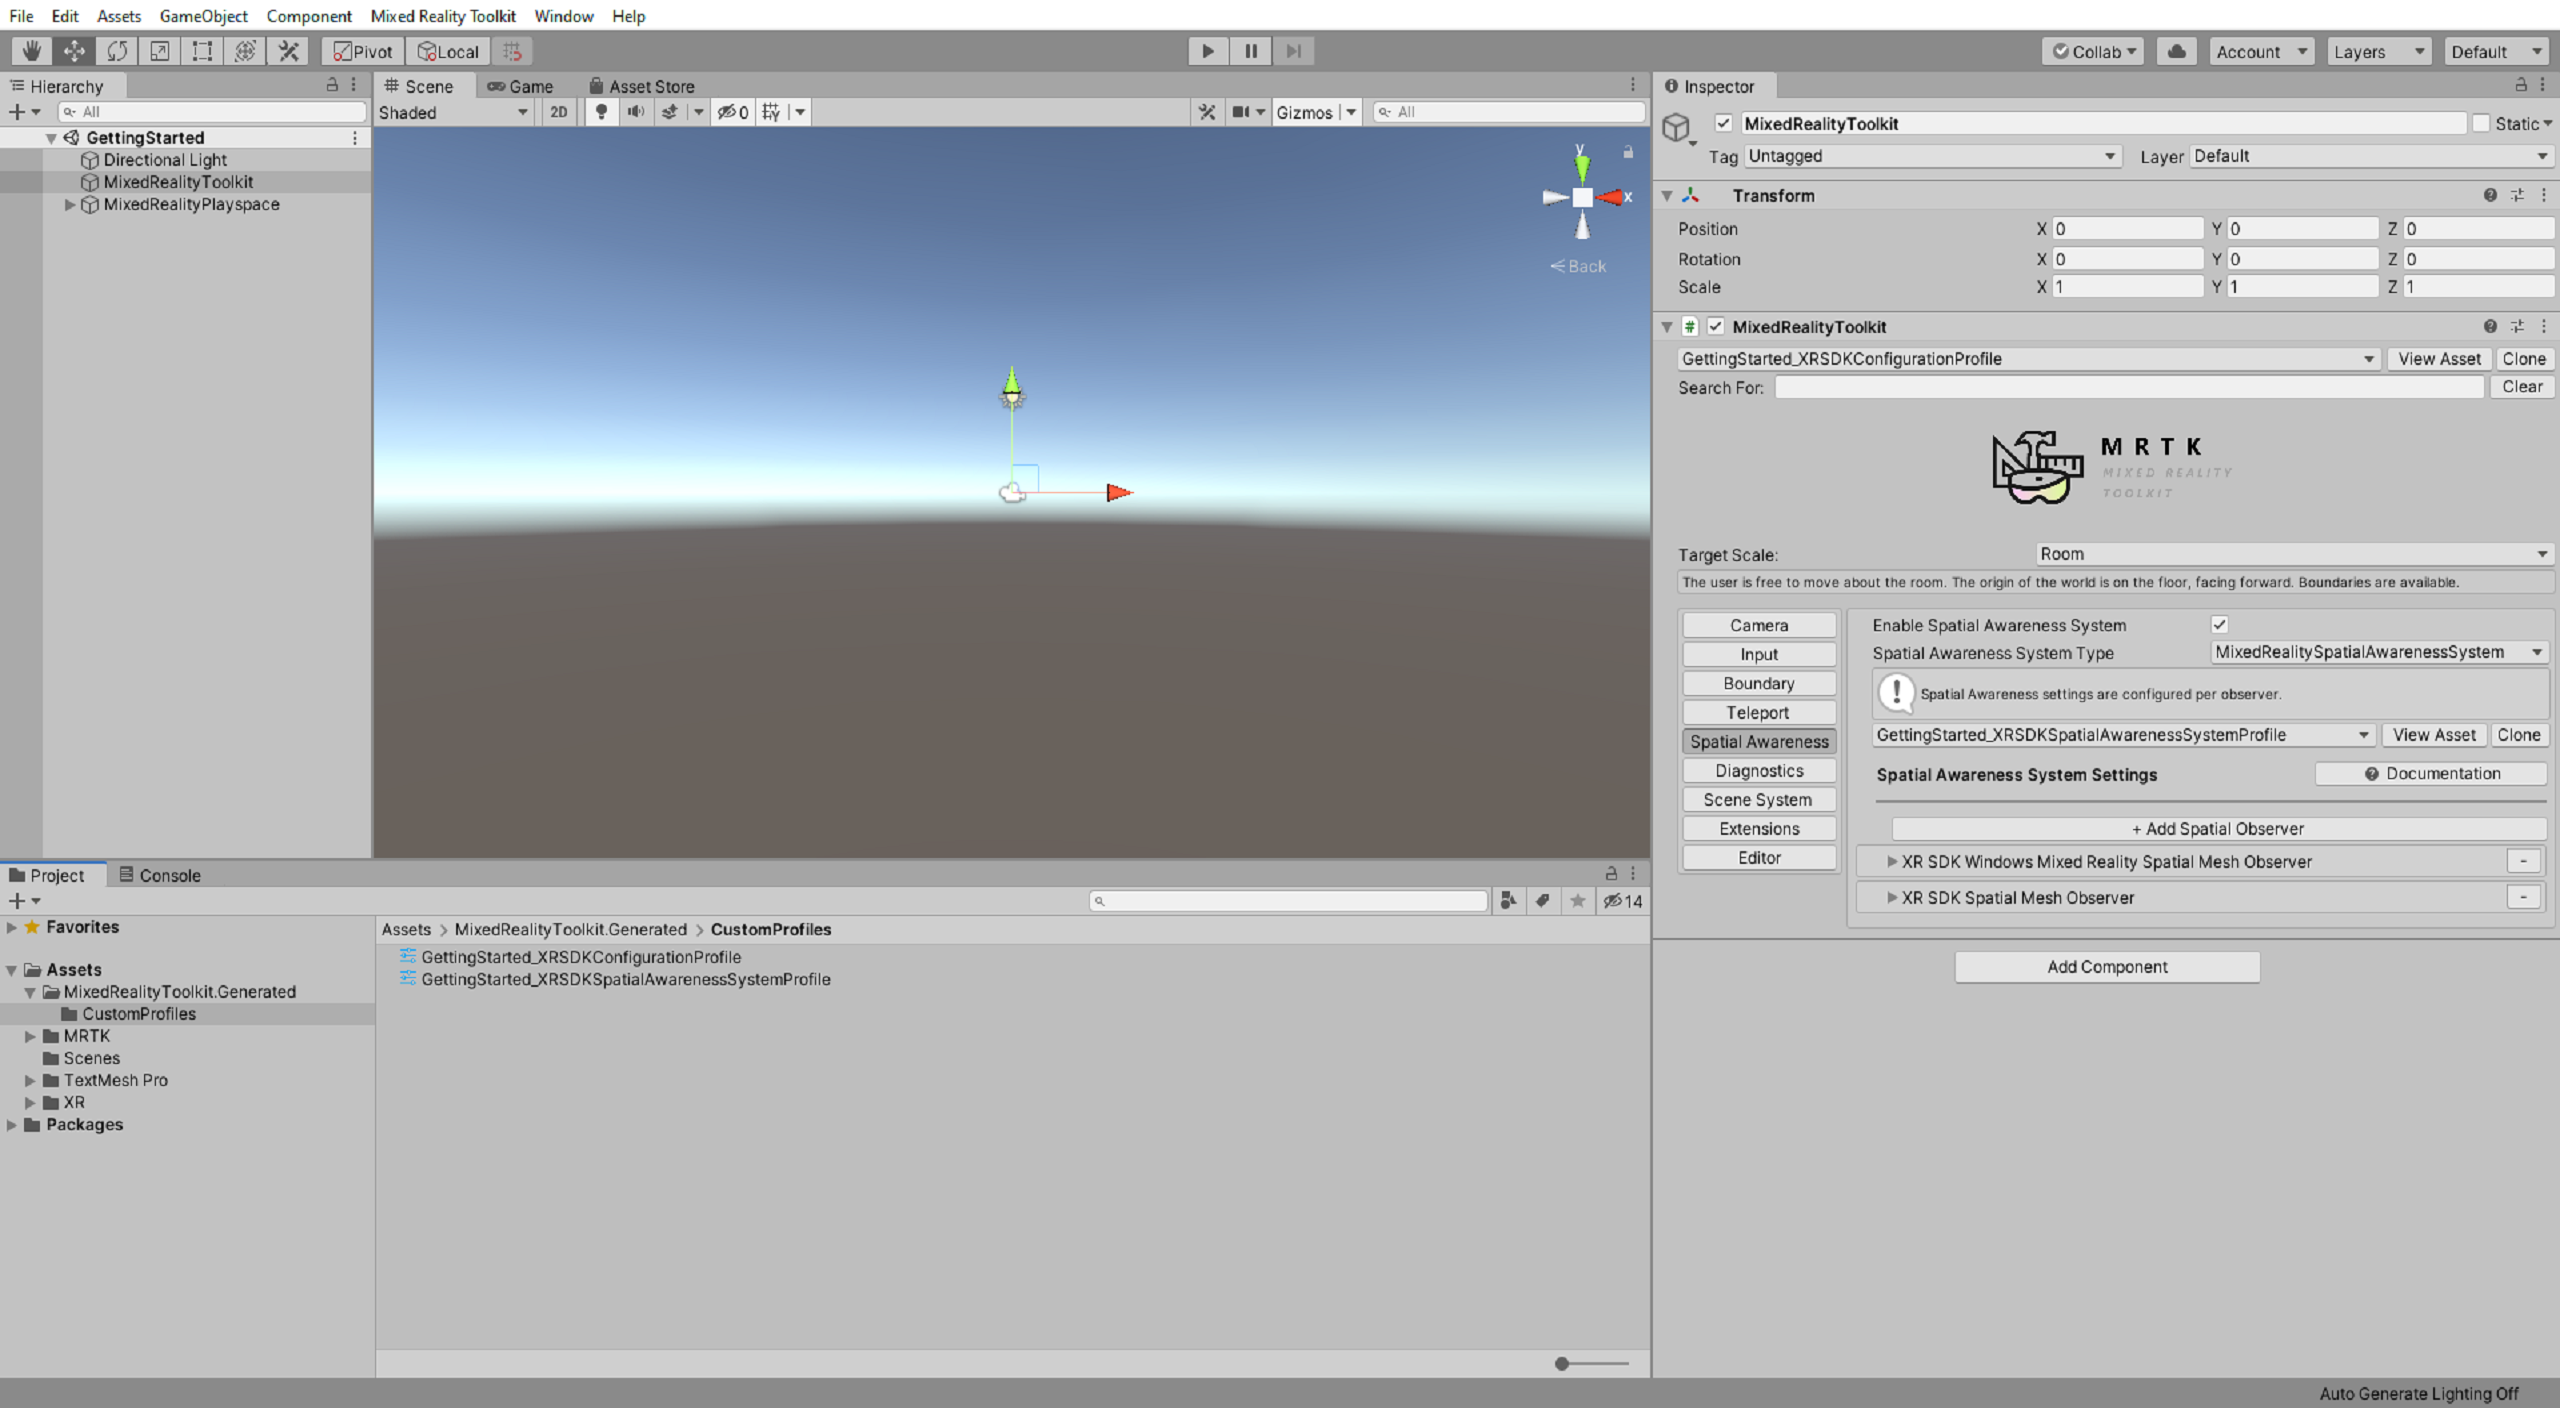 File Edit Assets GameObject Component Mixed Reality Toolkit Window Help
Pivot Local Collab Account Layers Default
Hierarchy
All
GettingStarted
Directional Light
MixedRealityToolkit
MixedRealityPlayspace
Scene Game Asset Store
Shaded 2D 0 Gizmos All
y
x
Back
Inspector
MixedRealityToolkit Static
Tag Untagged Layer Default
Transform
Position X 0 Y 0 Z 0
Rotation X 0 Y 0 Z 0
Scale X 1 Y 1 Z 1
# MixedRealityToolkit
GettingStarted_XRSDKConfigurationProfile View Asset Clone
Search For: Clear
MRTK
MIXED REALITY
TOOLKIT
Target Scale: Room
The user is free to move about the room. The origin of the world is on the floor, facing forward. Boundaries are available.
Camera
Input
Boundary
Teleport
Spatial Awareness
Diagnostics
Scene System
Extensions
Editor
Enable Spatial Awareness System
Spatial Awareness System Type MixedRealitySpatialAwarenessSystem
Spatial Awareness settings are configured per observer.
GettingStarted_XRSDKSpatialAwarenessSystemProfile View Asset Clone
Spatial Awareness System Settings Documentation
+ Add Spatial Observer
XR SDK Windows Mixed Reality Spatial Mesh Observer -
XR SDK Spatial Mesh Observer -
Add Component
Project Console
14
Favorites
Assets
MixedRealityToolkit.Generated
CustomProfiles
MRTK
Scenes
TextMesh Pro
XR
Packages
Assets > MixedRealityToolkit.Generated > CustomProfiles
GettingStarted_XRSDKConfigurationProfile
GettingStarted_XRSDKSpatialAwarenessSystemProfile
Auto Generate Lighting Off